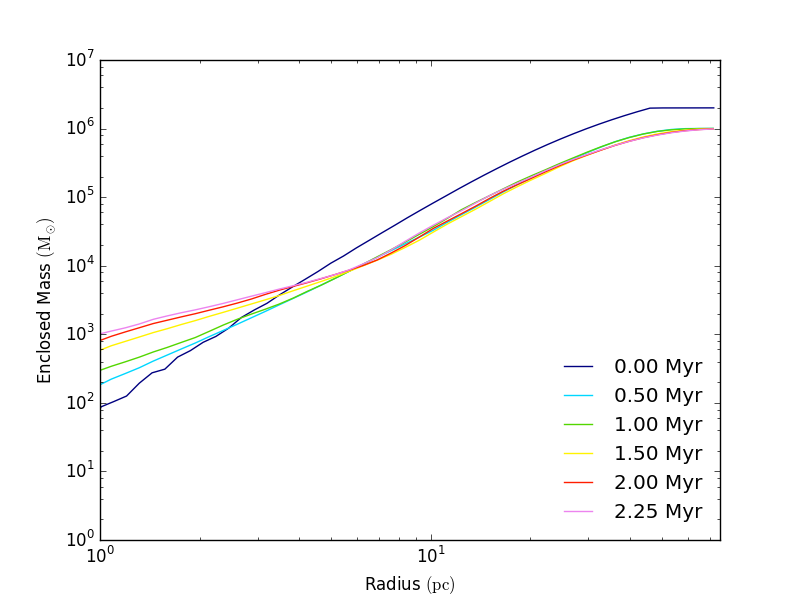 10^7
10^6
10^5
10^4
10^3
10^2
10^1
10^0
Enclosed Mass (M_⊙)
0.00 Myr
0.50 Myr
1.00 Myr
1.50 Myr
2.00 Myr
2.25 Myr
10^0 10^1
Radius (pc)